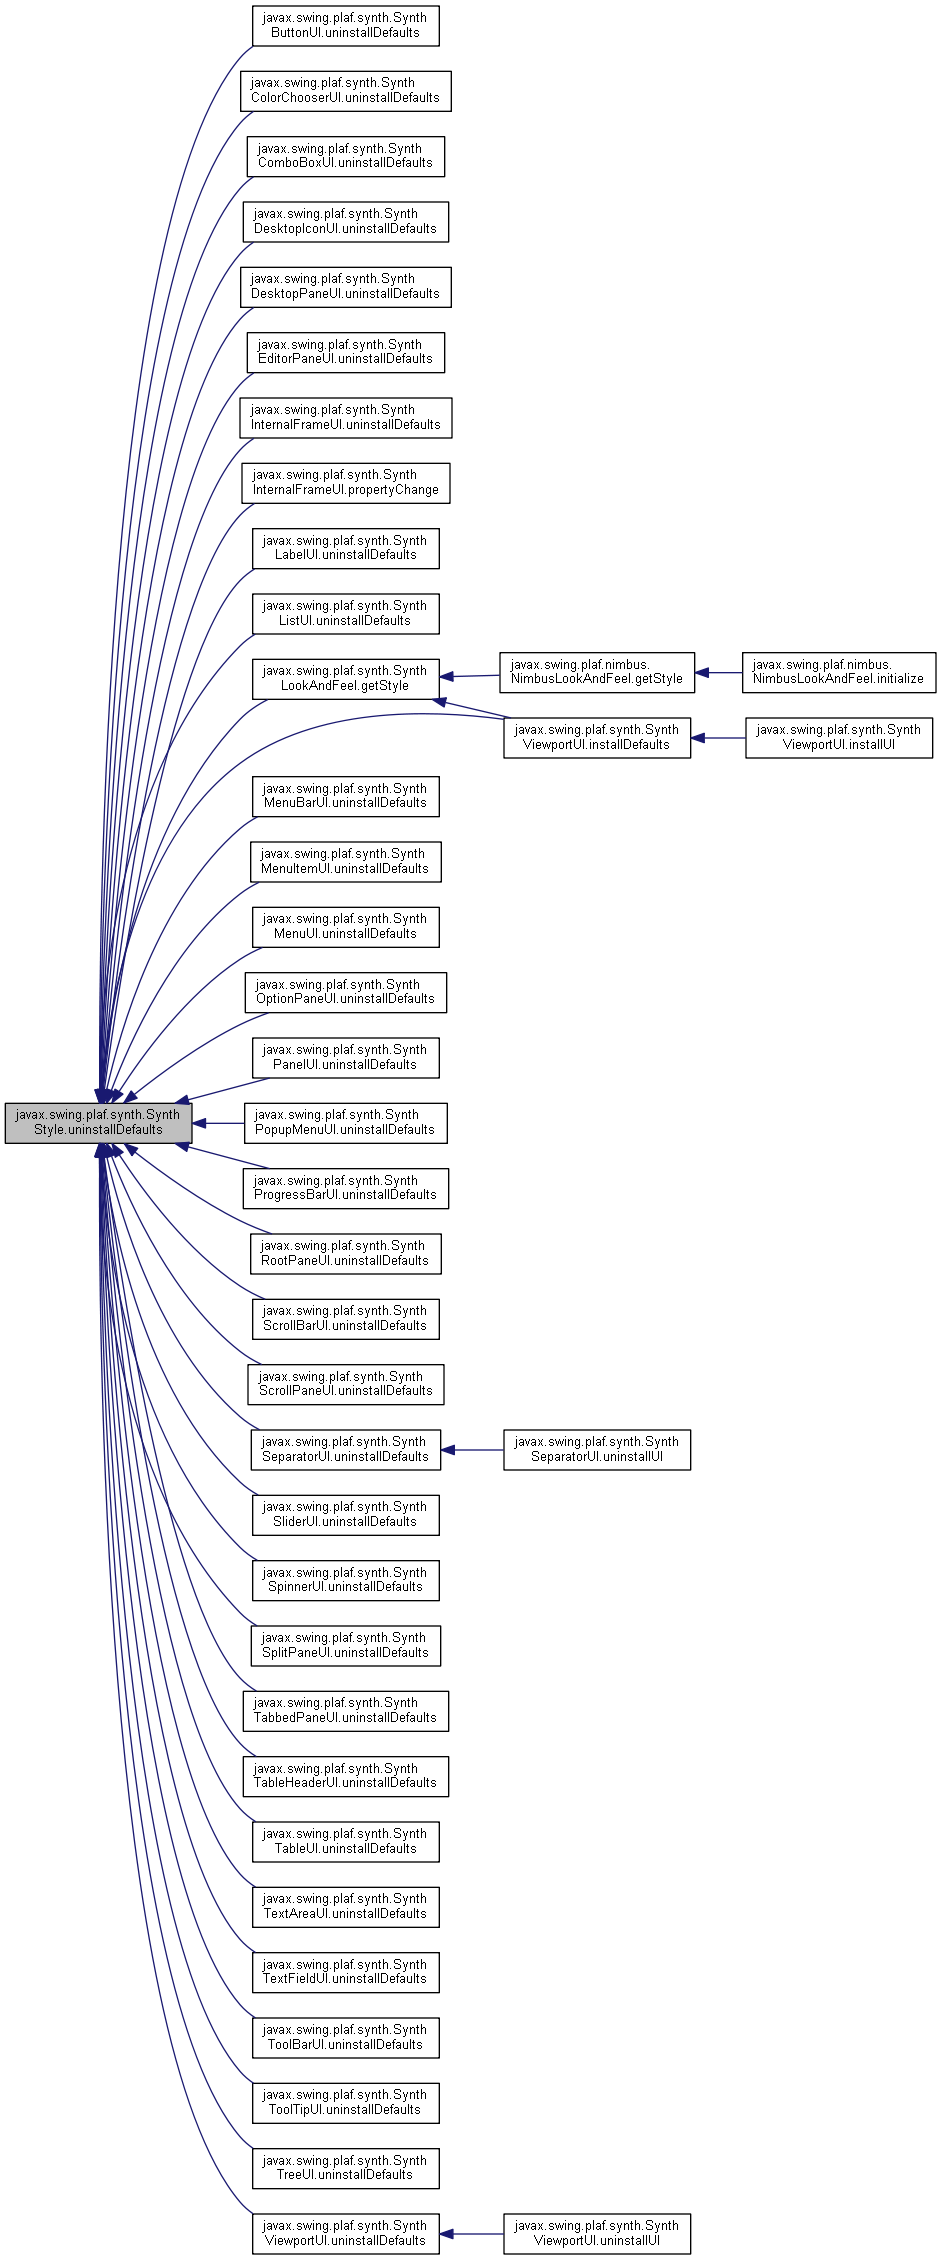 javax.swing.plaf.synth.Synth
ButtonUI.uninstallDefaults
javax.swing.plaf.synth.Synth
ColorChooserUI.uninstallDefaults
javax.swing.plaf.synth.Synth
ComboBoxUI.uninstallDefaults
javax.swing.plaf.synth.Synth
DesktopIconUI.uninstallDefaults
javax.swing.plaf.synth.Synth
DesktopPaneUI.uninstallDefaults
javax.swing.plaf.synth.Synth
EditorPaneUI.uninstallDefaults
javax.swing.plaf.synth.Synth
InternalFrameUI.uninstallDefaults
javax.swing.plaf.synth.Synth
InternalFrameUI.propertyChange
javax.swing.plaf.synth.Synth
LabelUI.uninstallDefaults
javax.swing.plaf.synth.Synth
ListUI.uninstallDefaults
javax.swing.plaf.synth.Synth
LookAndFeel.getStyle
javax.swing.plaf.nimbus.
NimbusLookAndFeel.getStyle
javax.swing.plaf.nimbus.
NimbusLookAndFeel.initialize
javax.swing.plaf.synth.Synth
ViewportUI.installDefaults
javax.swing.plaf.synth.Synth
ViewportUI.installUI
javax.swing.plaf.synth.Synth
MenuBarUI.uninstallDefaults
javax.swing.plaf.synth.Synth
MenuItemUI.uninstallDefaults
javax.swing.plaf.synth.Synth
MenuUI.uninstallDefaults
javax.swing.plaf.synth.Synth
OptionPaneUI.uninstallDefaults
javax.swing.plaf.synth.Synth
PanelUI.uninstallDefaults
javax.swing.plaf.synth.Synth
Style.uninstallDefaults
javax.swing.plaf.synth.Synth
PopupMenuUI.uninstallDefaults
javax.swing.plaf.synth.Synth
ProgressBarUI.uninstallDefaults
javax.swing.plaf.synth.Synth
RootPaneUI.uninstallDefaults
javax.swing.plaf.synth.Synth
ScrollBarUI.uninstallDefaults
javax.swing.plaf.synth.Synth
ScrollPaneUI.uninstallDefaults
javax.swing.plaf.synth.Synth
SeparatorUI.uninstallDefaults
javax.swing.plaf.synth.Synth
SeparatorUI.uninstallUI
javax.swing.plaf.synth.Synth
SliderUI.uninstallDefaults
javax.swing.plaf.synth.Synth
SpinnerUI.uninstallDefaults
javax.swing.plaf.synth.Synth
SplitPaneUI.uninstallDefaults
javax.swing.plaf.synth.Synth
TabbedPaneUI.uninstallDefaults
javax.swing.plaf.synth.Synth
TableHeaderUI.uninstallDefaults
javax.swing.plaf.synth.Synth
TableUI.uninstallDefaults
javax.swing.plaf.synth.Synth
TextAreaUI.uninstallDefaults
javax.swing.plaf.synth.Synth
TextFieldUI.uninstallDefaults
javax.swing.plaf.synth.Synth
ToolBarUI.uninstallDefaults
javax.swing.plaf.synth.Synth
ToolTipUI.uninstallDefaults
javax.swing.plaf.synth.Synth
TreeUI.uninstallDefaults
javax.swing.plaf.synth.Synth
ViewportUI.uninstallDefaults
javax.swing.plaf.synth.Synth
ViewportUI.uninstallUI